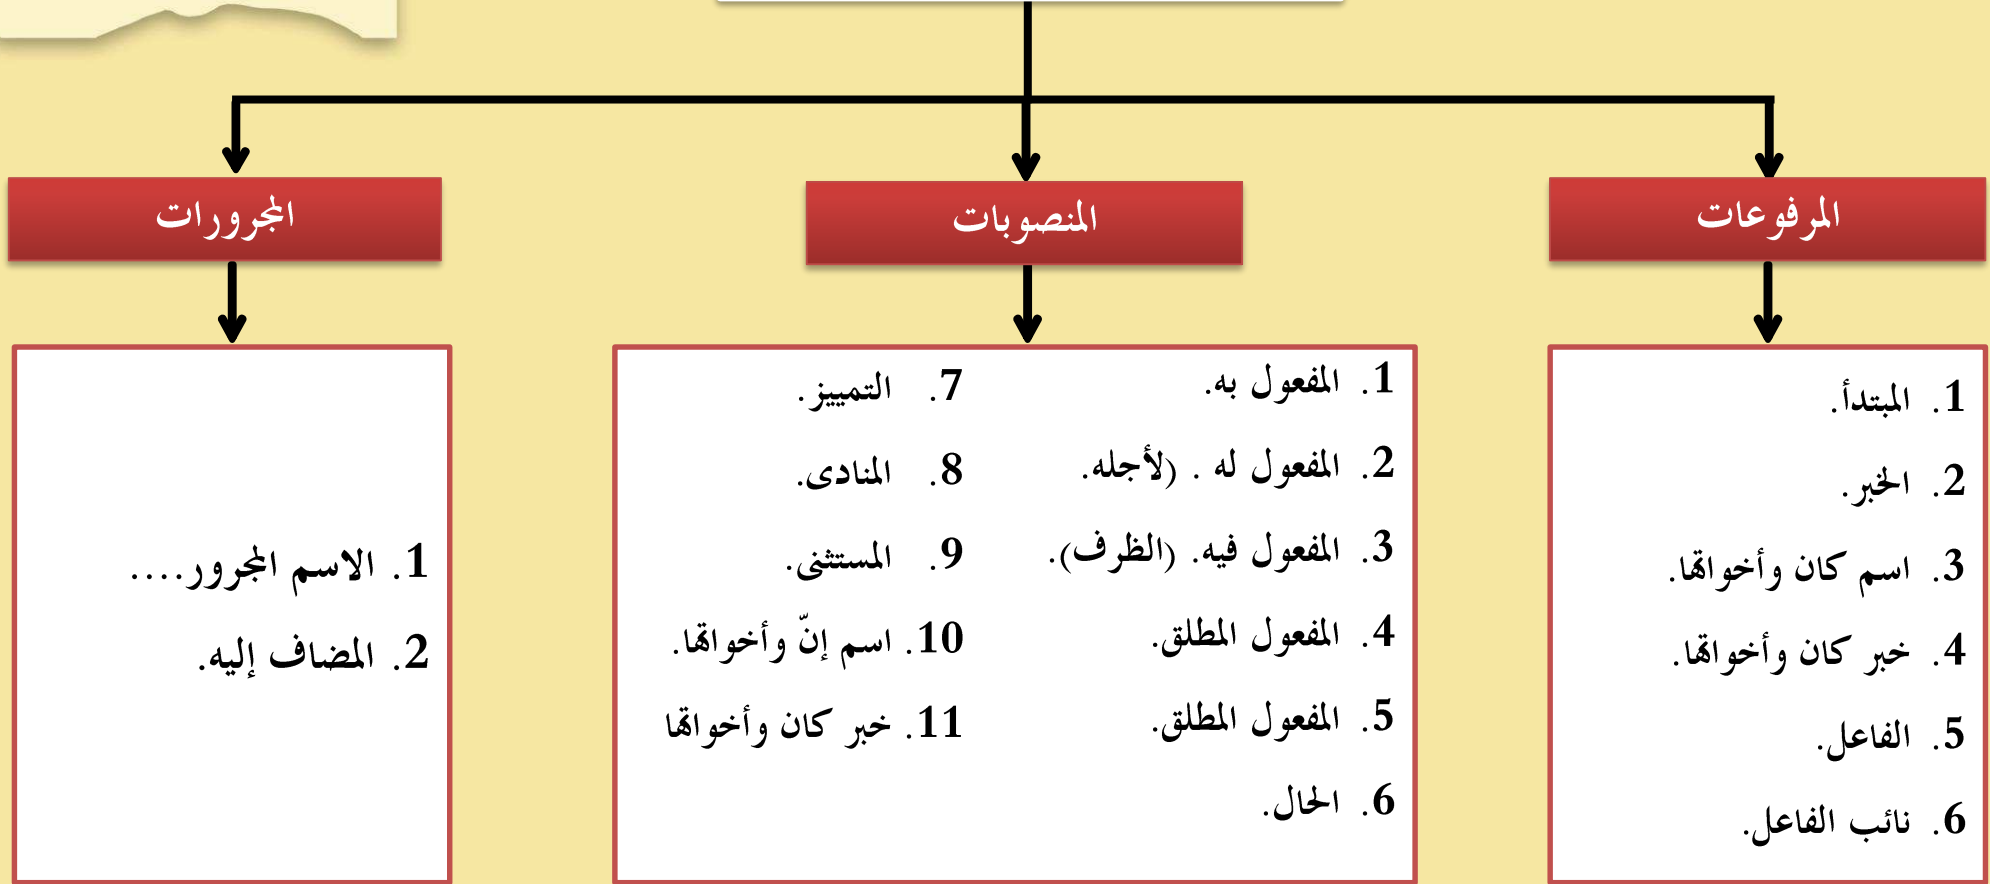 المرفوعات
1. المبتدأ.
2. الخبر.
3. اسم كان وأخواتها.
4. خبر كان وأخواتها.
5. الفاعل.
6. نائب الفاعل.
المنصوبات
1. المفعول به.
2. المفعول له . (لأجله.
3. المفعول فيه. (الظرف).
4. المفعول المطلق.
5. المفعول المطلق.
6. الحال.
7. التمييز.
8. المنادى.
9. المستثنى.
10. اسم إنّ وأخواتها.
11. خبر كان وأخواتها
المجرورات
1. الاسم المجرور....
2. المضاف إليه.